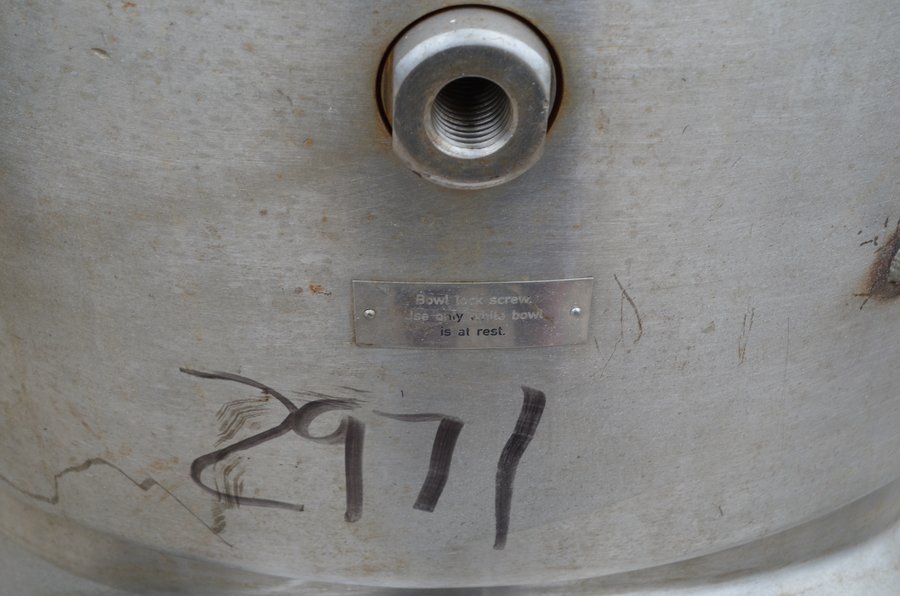 Bowl lock screw.
Use only while bowl
is at rest.
2971